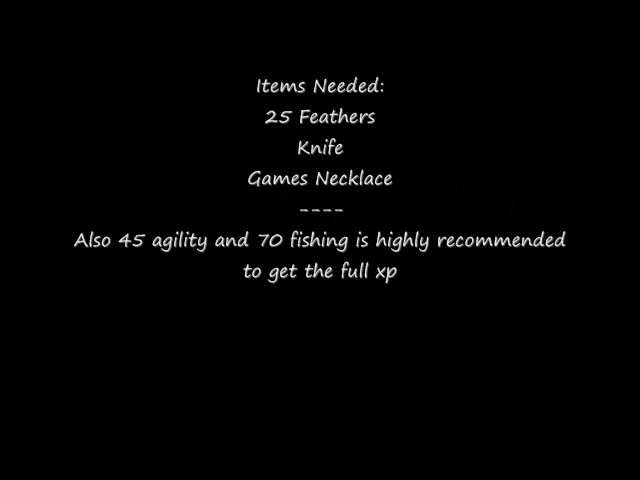 Items Needed:
25 Feathers
Knife
Games Necklace
----
Also 45 agility and 70 fishing is highly recommended
to get the full xp